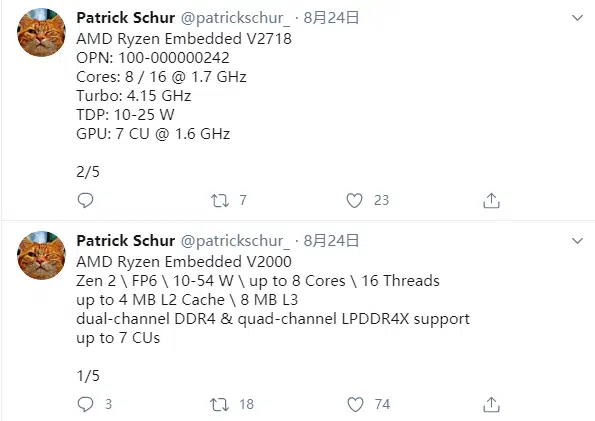 Patrick Schur @patrickschur_ · 8月24日
AMD Ryzen Embedded V2718
OPN: 100-000000242
Cores: 8 / 16 @ 1.7 GHz
Turbo: 4.15 GHz
TDP: 10-25 W
GPU: 7 CU @ 1.6 GHz
2/5
7 23
Patrick Schur @patrickschur_ · 8月24日
AMD Ryzen Embedded V2000
Zen 2 \ FP6 \ 10-54 W \ up to 8 Cores \ 16 Threads
up to 4 MB L2 Cache \ 8 MB L3
dual-channel DDR4 & quad-channel LPDDR4X support
up to 7 CUs
1/5
3 18 74